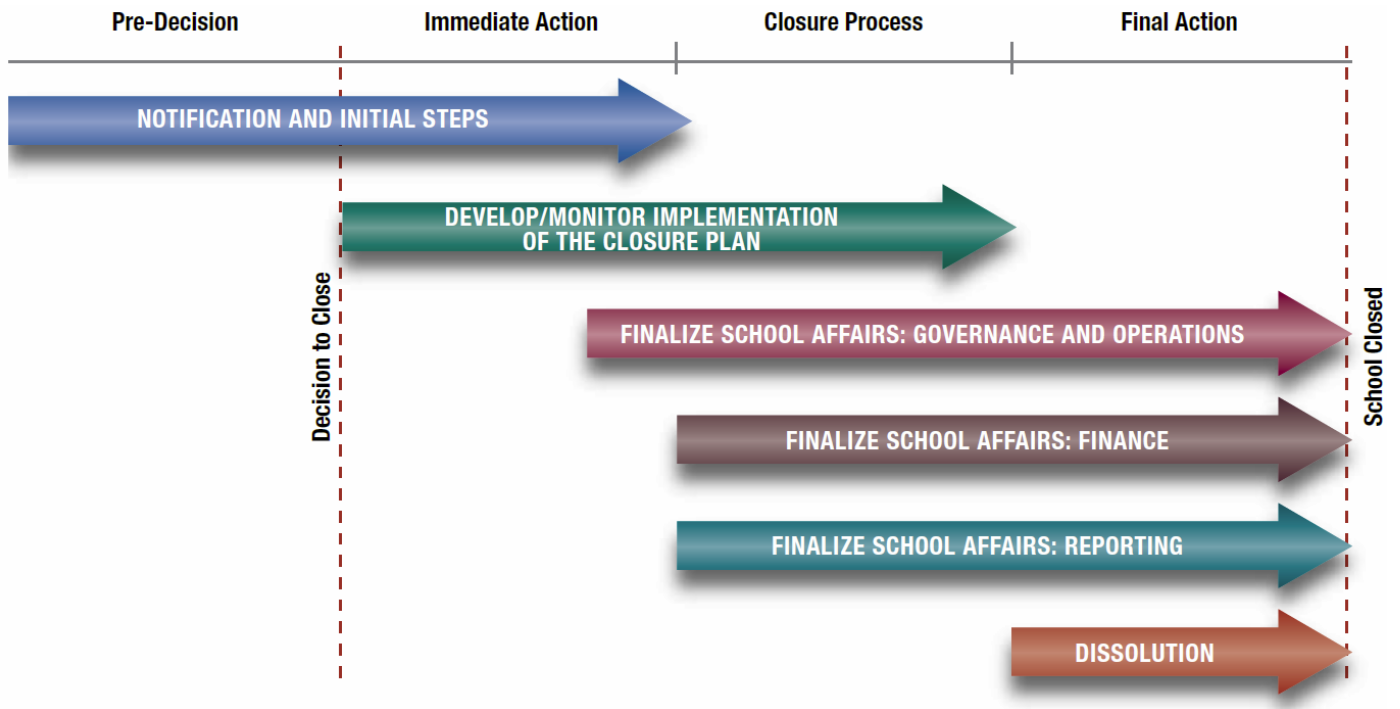 Pre-Decision
Immediate Action
Closure Process
Final Action
NOTIFICATION AND INITIAL STEPS
DEVELOP/MONITOR IMPLEMENTATION
OF THE CLOSURE PLAN
Decision to Close
FINALIZE SCHOOL AFFAIRS: GOVERNANCE AND OPERATIONS
School Closed
FINALIZE SCHOOL AFFAIRS: FINANCE
FINALIZE SCHOOL AFFAIRS: REPORTING
DISSOLUTION